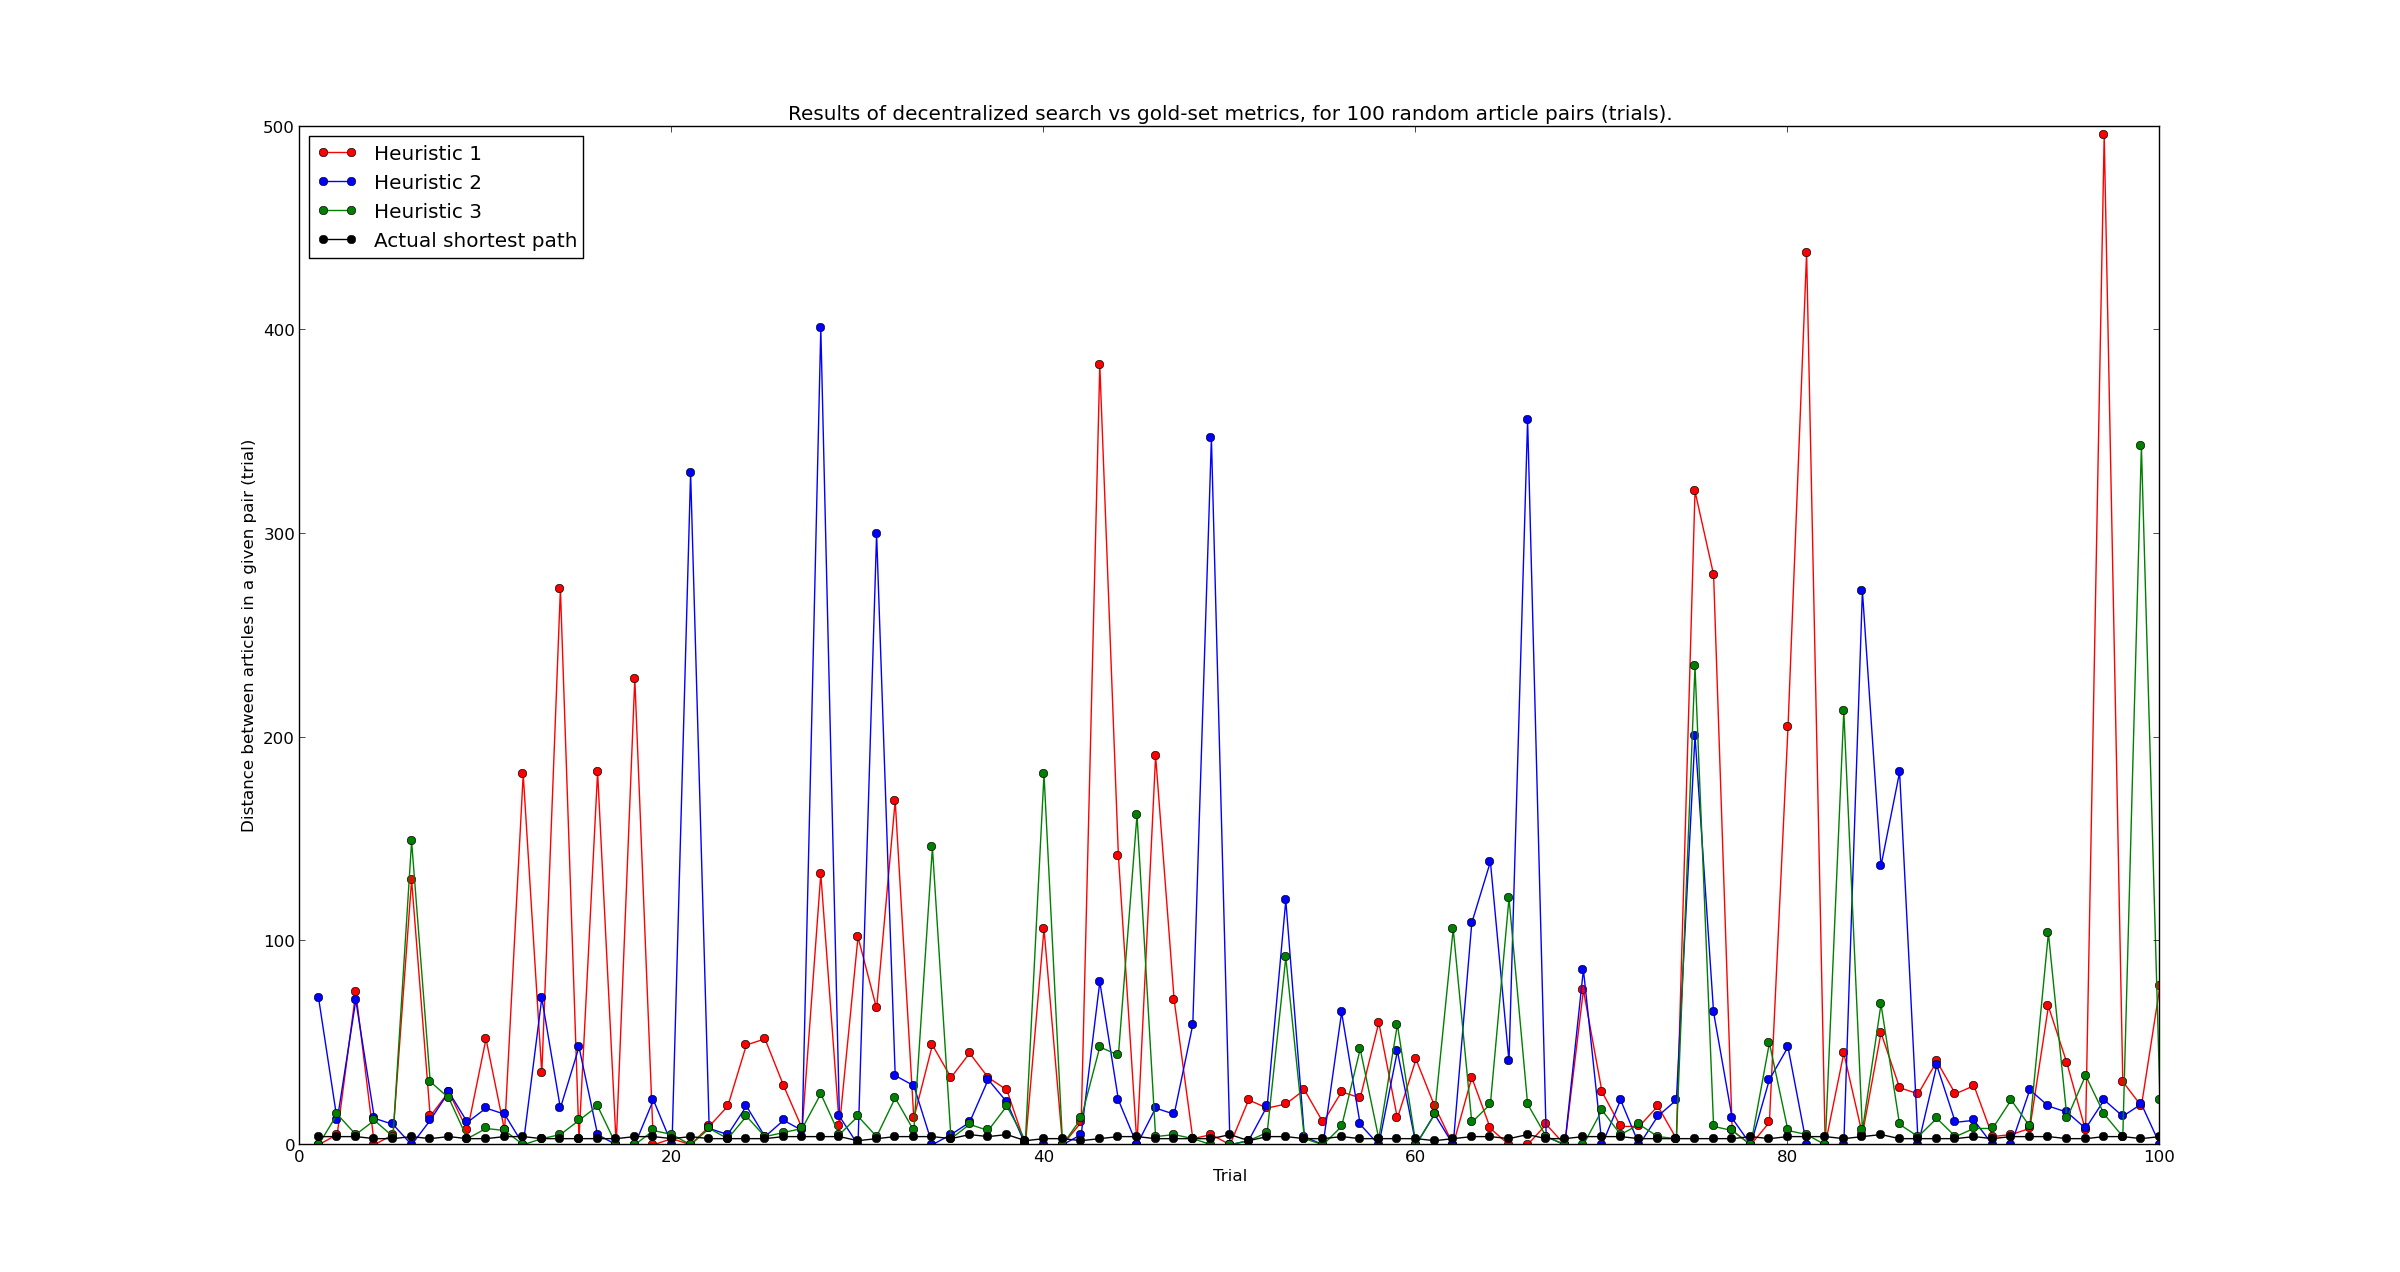 Results of decentralized search vs gold-set metrics, for 100 random article pairs (trials).
Heuristic 1
Heuristic 2
Heuristic 3
Actual shortest path
Distance between articles in a given pair (trial)
500
400
300
200
100
0
0 20 40 60 80 100
Trial